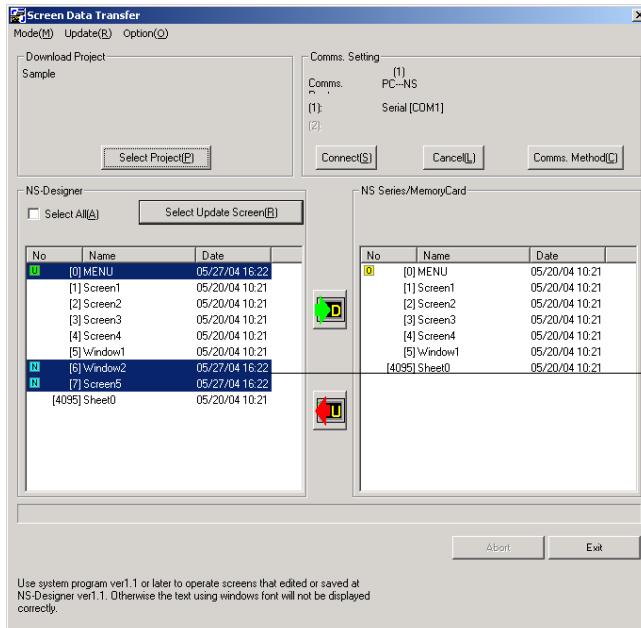 Screen Data Transfer
Mode(M) Update(R) Option(O)
Download Project
Sample
Select Project(P)
Comms. Setting
(1)
Comms. PC---NS
(1): Serial [COM1]
(2):
Connect(S) Cancel(L) Comms. Method(C)
NS-Designer
Select All(A) Select Update Screen(R)
No Name Date
U [0] MENU 05/27/04 16:22
[1] Screen1 05/20/04 10:21
[2] Screen2 05/20/04 10:21
[3] Screen3 05/20/04 10:21
[4] Screen4 05/20/04 10:21
[5] Window1 05/20/04 10:21
N [6] Window2 05/27/04 16:22
N [7] Screen5 05/27/04 16:22
[4095] Sheet0 05/20/04 10:21
D
U
NS Series/MemoryCard
No Name Date
O [0] MENU 05/20/04 10:21
[1] Screen1 05/20/04 10:21
[2] Screen2 05/20/04 10:21
[3] Screen3 05/20/04 10:21
[4] Screen4 05/20/04 10:21
[5] Window1 05/20/04 10:21
[4095] Sheet0 05/20/04 10:21
Abort Exit
Use system program ver1.1 or later to operate screens that edited or saved at
NS-Designer ver1.1. Otherwise the text using windows font will not be displayed
correctly.